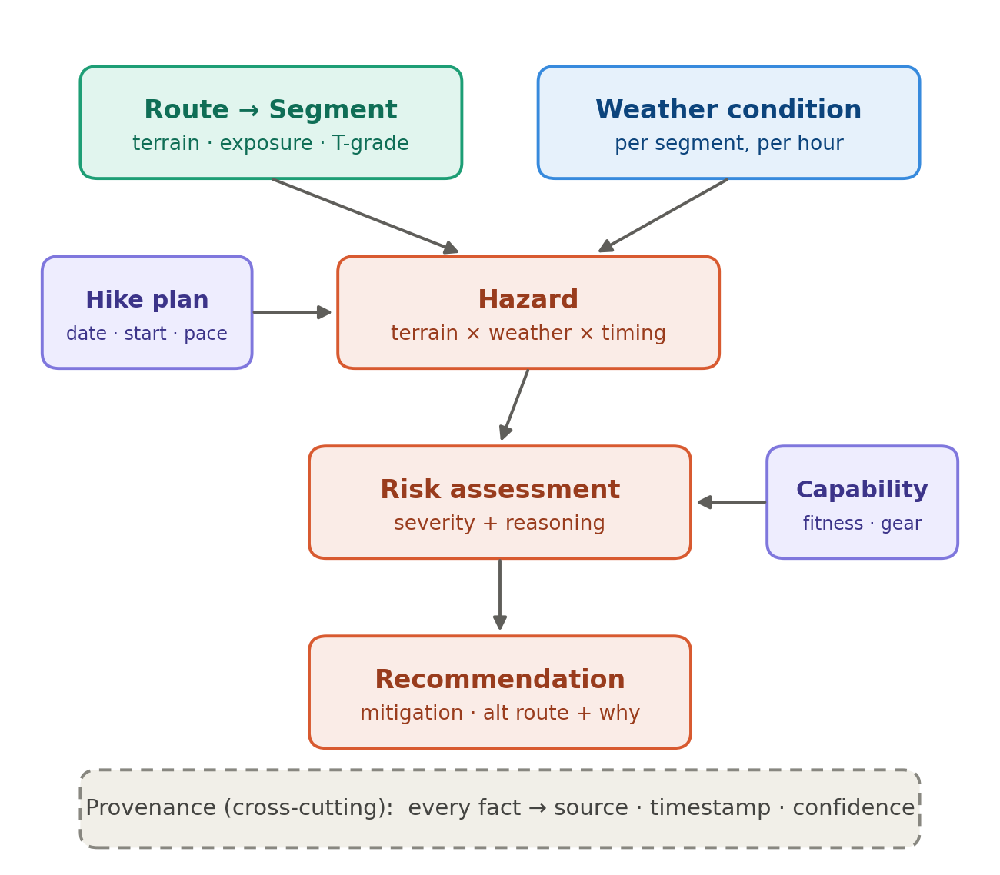 Route → Segment
terrain · exposure · T-grade
Weather condition
per segment, per hour
Hike plan
date · start · pace
Hazard
terrain × weather × timing
Risk assessment
severity + reasoning
Capability
fitness · gear
Recommendation
mitigation · alt route + why
Provenance (cross-cutting):  every fact → source · timestamp · confidence